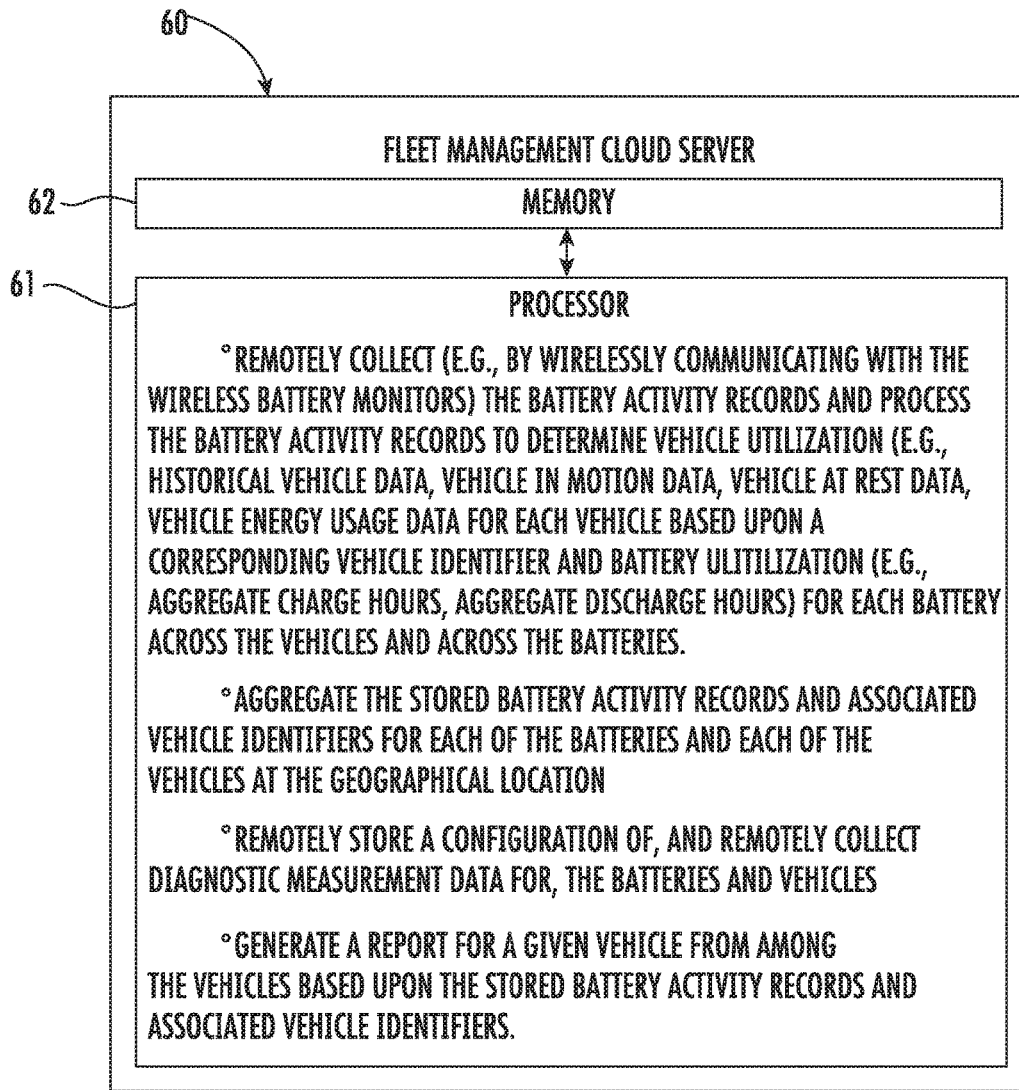 60
FLEET MANAGEMENT CLOUD SERVER
62
MEMORY
61
PROCESSOR
°REMOTELY COLLECT (E.G., BY WIRELESSLY COMMUNICATING WITH THE
WIRELESS BATTERY MONITORS) THE BATTERY ACTIVITY RECORDS AND PROCESS
THE BATTERY ACTIVITY RECORDS TO DETERMINE VEHICLE UTILIZATION (E.G.,
HISTORICAL VEHICLE DATA, VEHICLE IN MOTION DATA, VEHICLE AT REST DATA,
VEHICLE ENERGY USAGE DATA FOR EACH VEHICLE BASED UPON A
CORRESPONDING VEHICLE IDENTIFIER AND BATTERY ULITILIZATION (E.G.,
AGGREGATE CHARGE HOURS, AGGREGATE DISCHARGE HOURS) FOR EACH BATTERY
ACROSS THE VEHICLES AND ACROSS THE BATTERIES.
°AGGREGATE THE STORED BATTERY ACTIVITY RECORDS AND ASSOCIATED
VEHICLE IDENTIFIERS FOR EACH OF THE BATTERIES AND EACH OF THE
VEHICLES AT THE GEOGRAPHICAL LOCATION
°REMOTELY STORE A CONFIGURATION OF, AND REMOTELY COLLECT
DIAGNOSTIC MEASUREMENT DATA FOR, THE BATTERIES AND VEHICLES
°GENERATE A REPORT FOR A GIVEN VEHICLE FROM AMONG
THE VEHICLES BASED UPON THE STORED BATTERY ACTIVITY RECORDS AND
ASSOCIATED VEHICLE IDENTIFIERS.